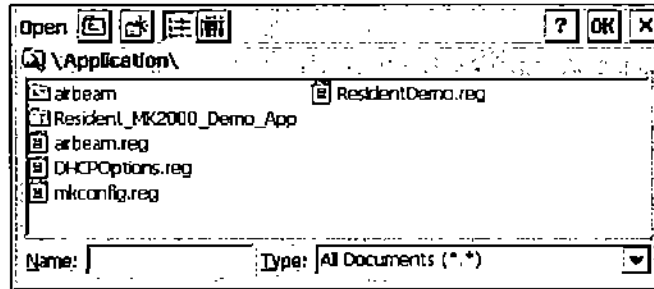 Open ? OK ×
\Application\
airbeam
Resident_MK2000_Demo_App
airbeam.reg
DHCPOptions.reg
mkconfig.reg
ResidentDemo.reg
Name: Type: All Documents (*.*)